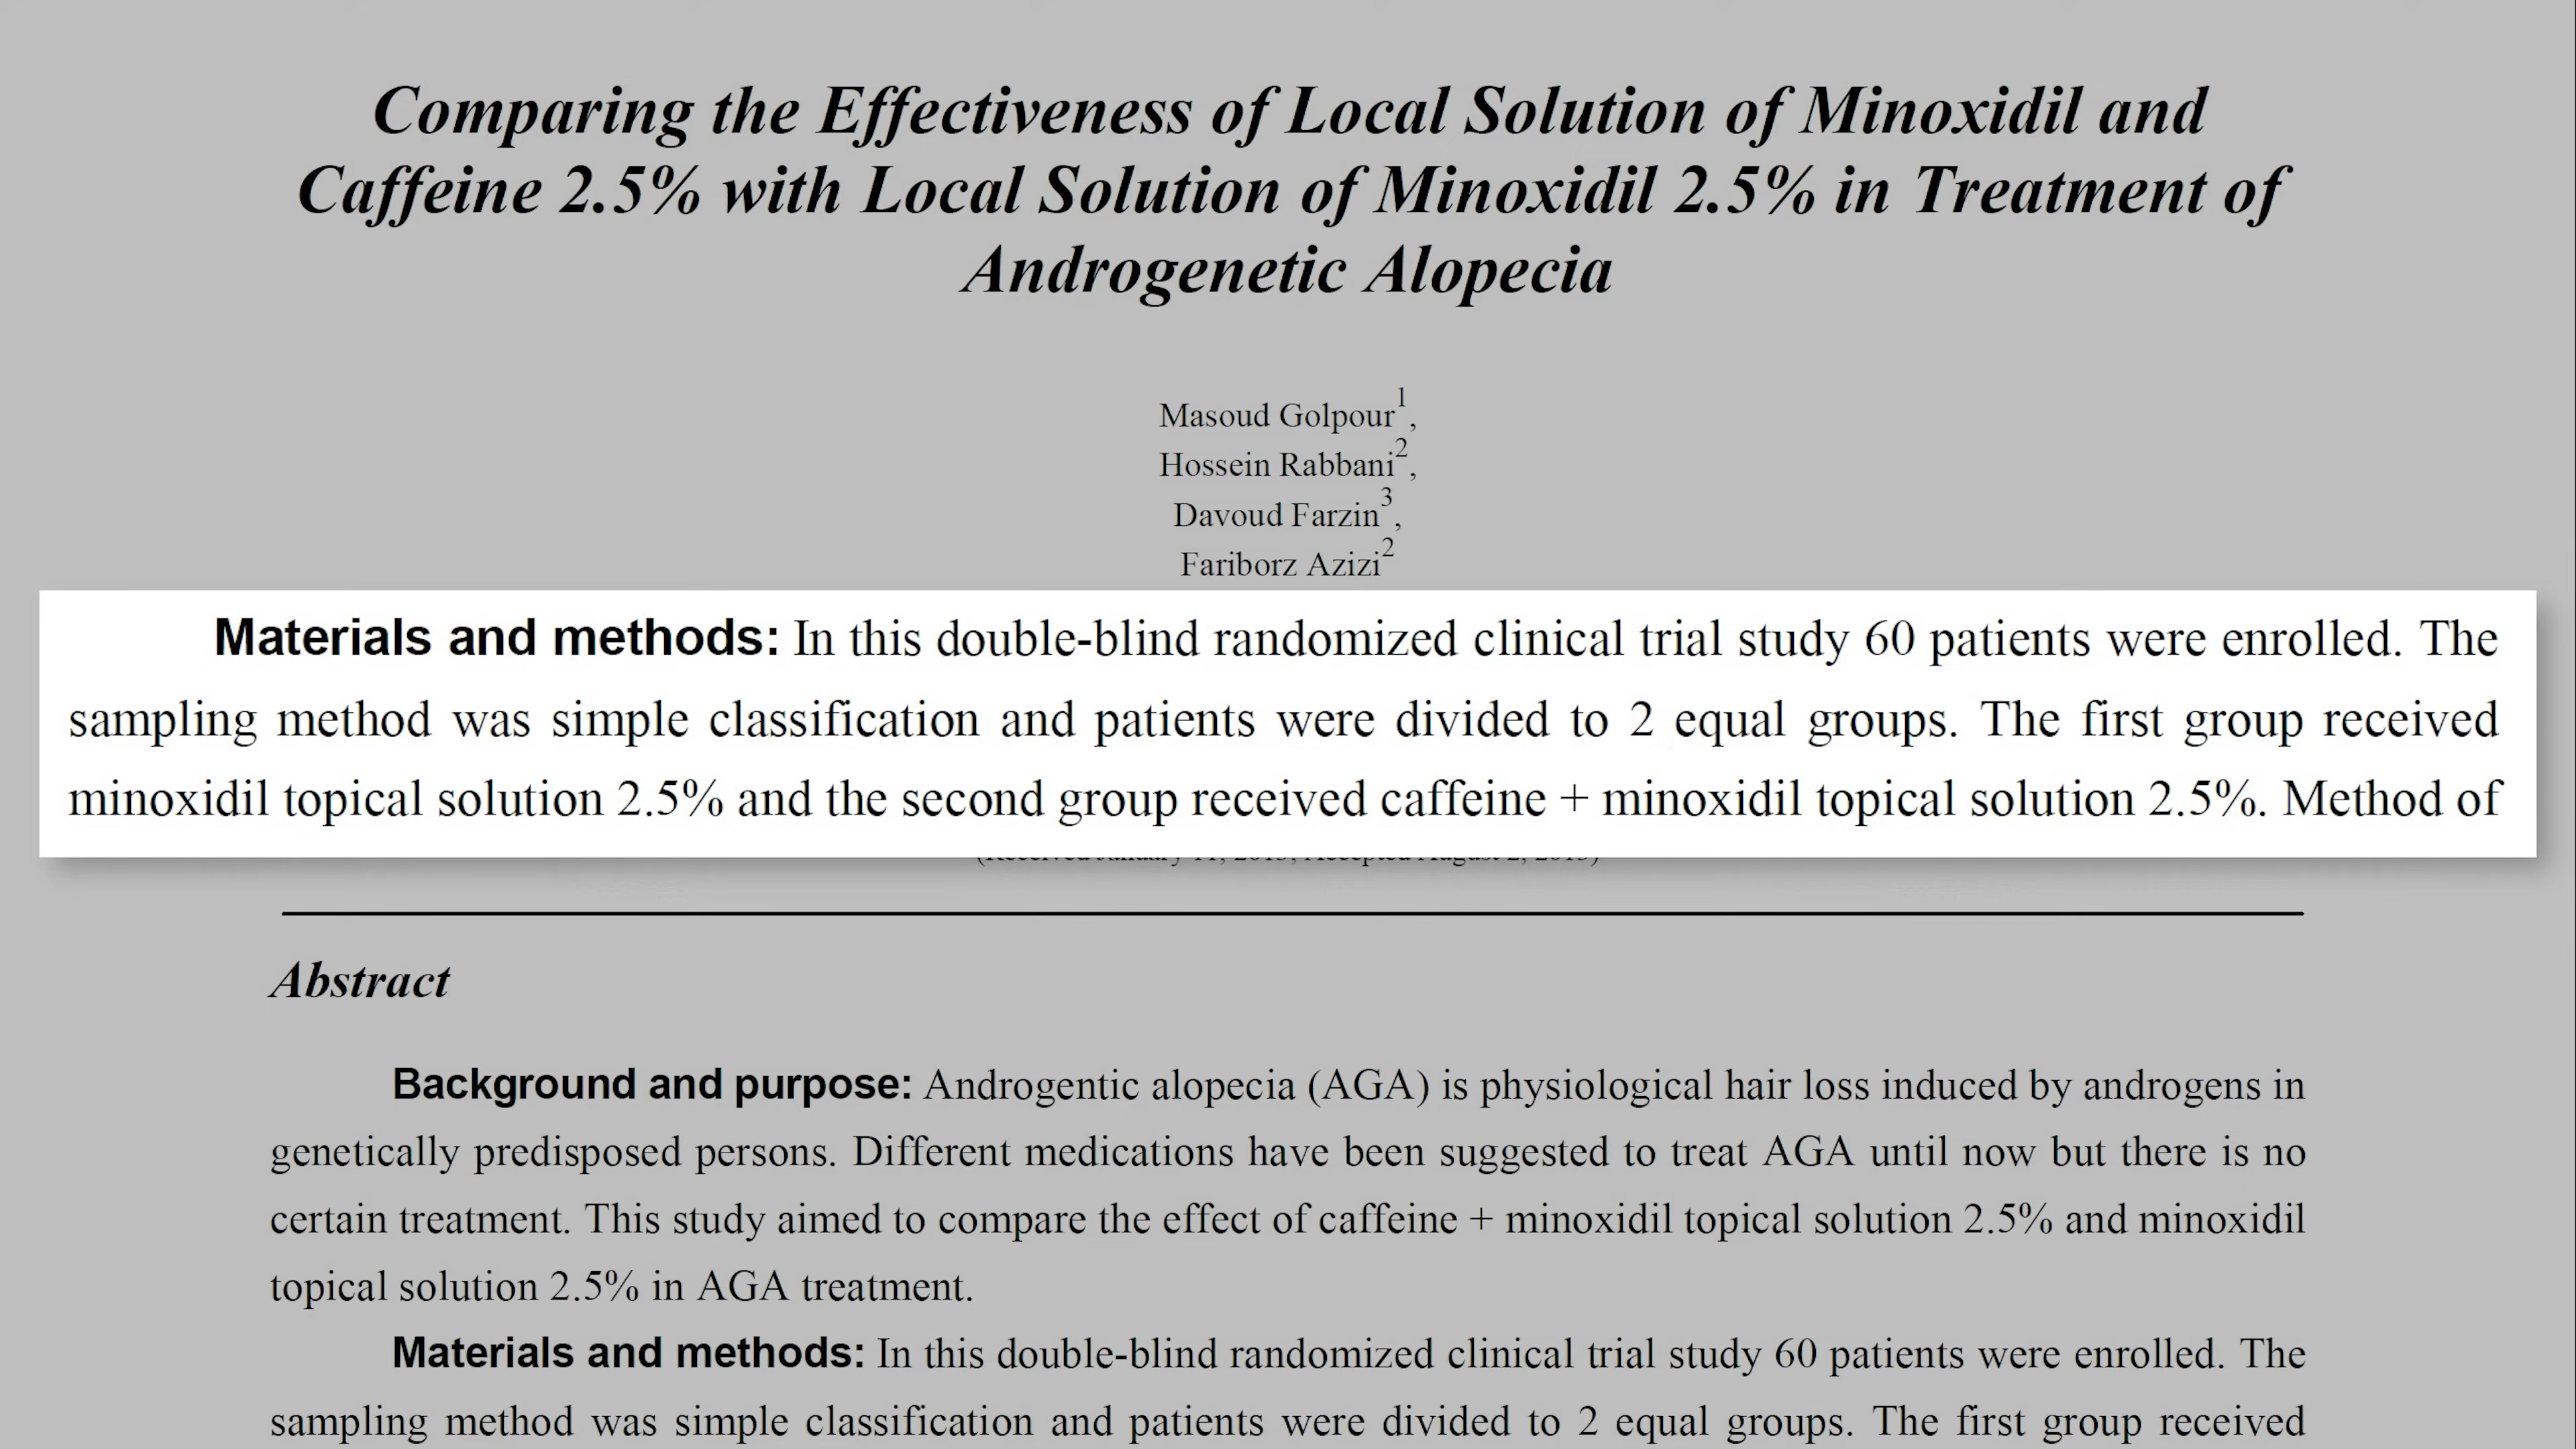 Comparing the Effectiveness of Local Solution of Minoxidil and
Caffeine 2.5% with Local Solution of Minoxidil 2.5% in Treatment of
Androgenetic Alopecia
Masoud Golpour1,
Hossein Rabbani2,
Davoud Farzin3,
Fariborz Azizi2
Materials and methods: In this double-blind randomized clinical trial study 60 patients were enrolled. The
sampling method was simple classification and patients were divided to 2 equal groups. The first group received
minoxidil topical solution 2.5% and the second group received caffeine + minoxidil topical solution 2.5%. Method of
Abstract
Background and purpose: Androgentic alopecia (AGA) is physiological hair loss induced by androgens in
genetically predisposed persons. Different medications have been suggested to treat AGA until now but there is no
certain treatment. This study aimed to compare the effect of caffeine + minoxidil topical solution 2.5% and minoxidil
topical solution 2.5% in AGA treatment.
Materials and methods: In this double-blind randomized clinical trial study 60 patients were enrolled. The
sampling method was simple classification and patients were divided to 2 equal groups. The first group received